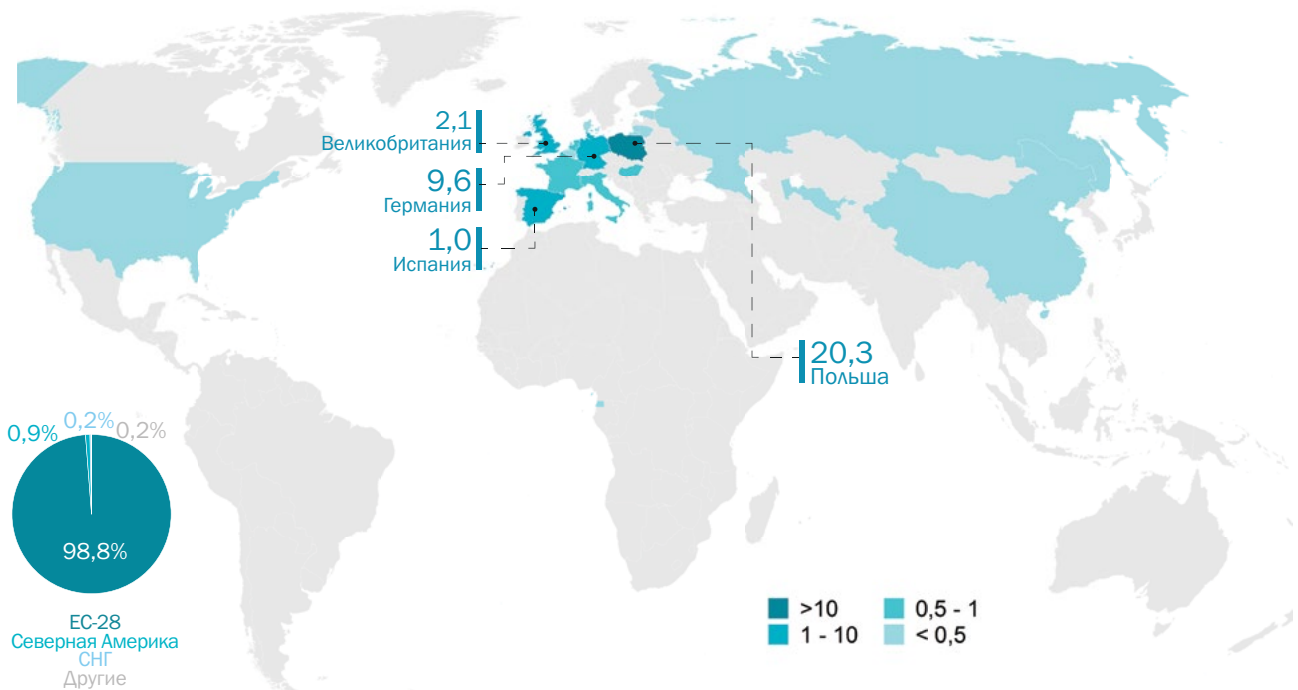 2,1
Великобритания
9,6
Германия
1,0
Испания
20,3
Польша
0,9%
0,2%
0,2%
98,8%
ЕС-28
Северная Америка
СНГ
Другие
>10
0,5 - 1
1 - 10
< 0,5